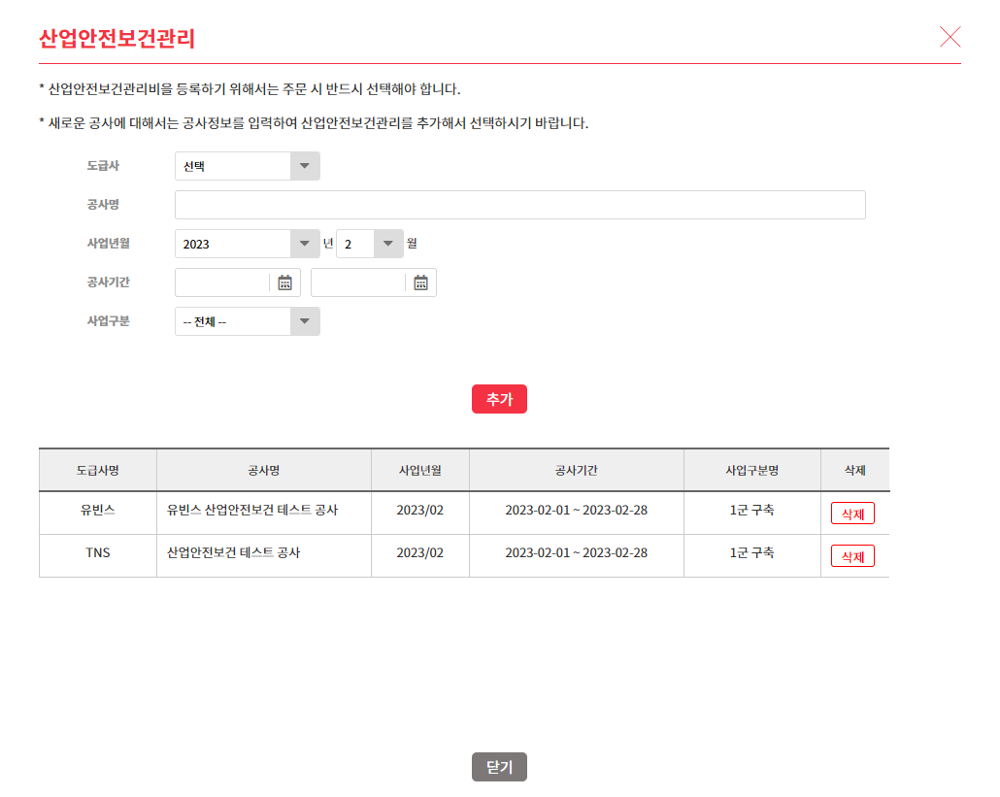 산업안전보건관리
* 산업안전보건관리비을 등록하기 위해서는 주문 시 반드시 선택해야 합니다.
* 새로운 공사에 대해서는 공사정보를 입력하여 산업안전보건관리를 추가해서 선택하시기 바랍니다.
도급사 선택
공사명
사업년월 2023 년 2 월
공사기간
사업구분 -- 전체 --
추가
도급사명 공사명 사업년월 공사기간 사업구분명 삭제
유빈스 유빈스 산업안전보건 테스트 공사 2023/02 2023-02-01 ~ 2023-02-28 1군 구축 삭제
TNS 산업안전보건 테스트 공사 2023/02 2023-02-01 ~ 2023-02-28 1군 구축 삭제
닫기